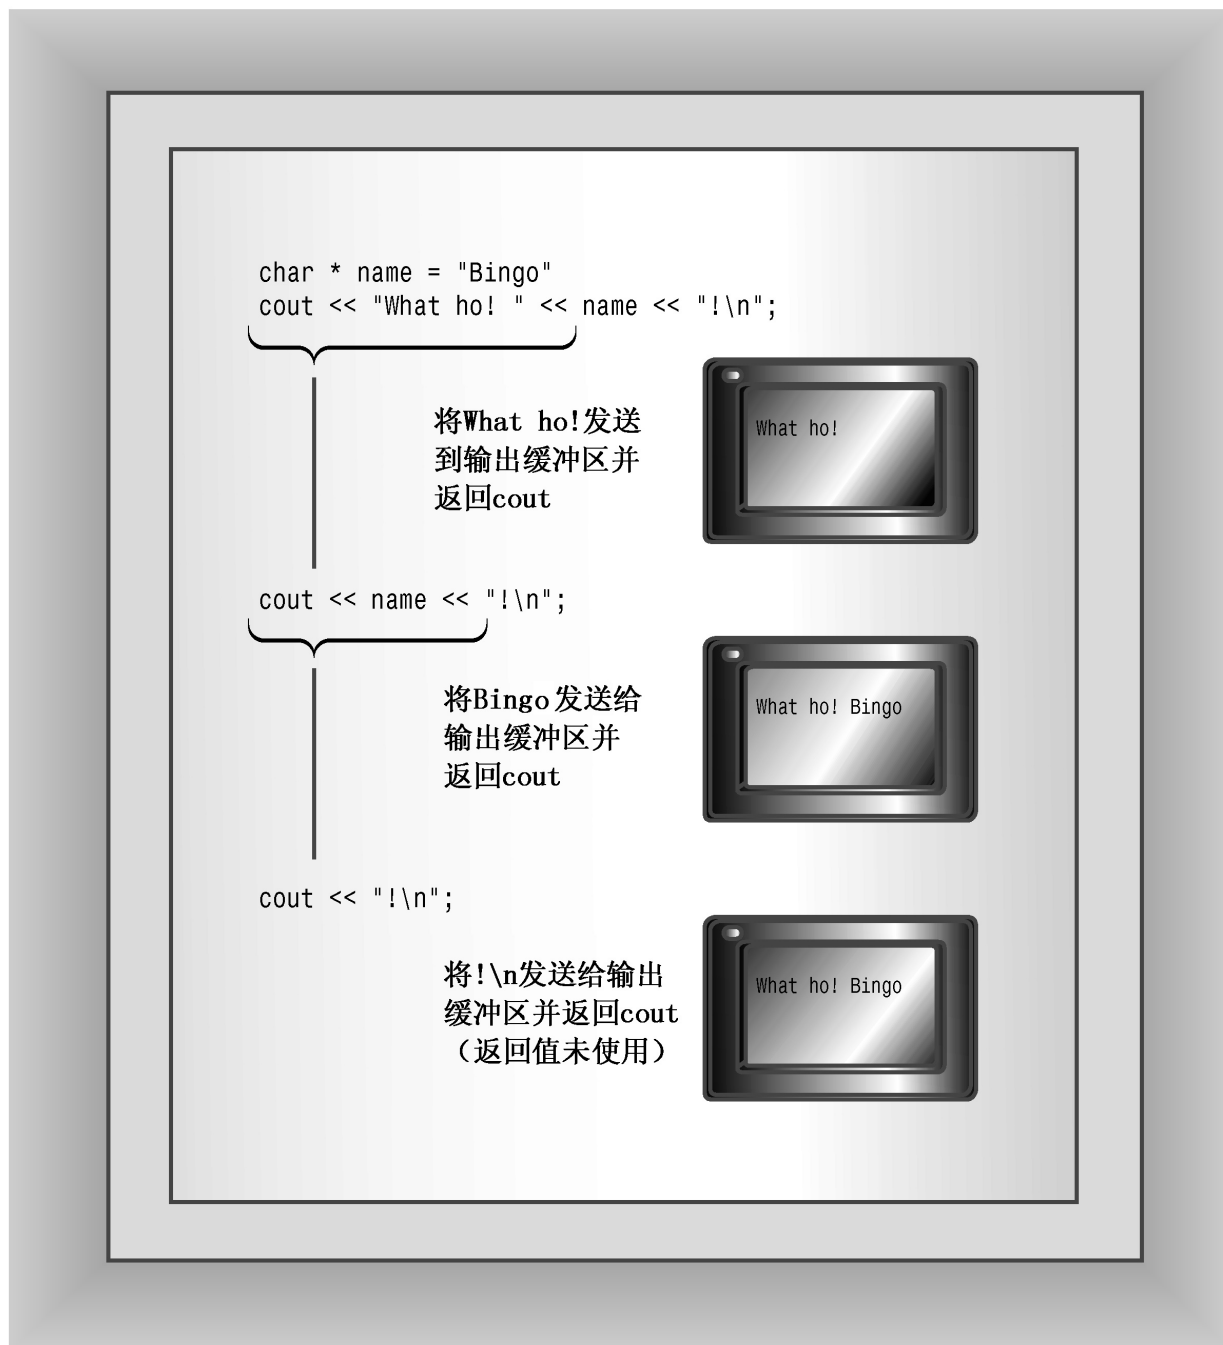 char * name = "Bingo"
cout << "What ho! " << name << "!\n";
将What ho!发送
到输出缓冲区并
返回cout
What ho!
cout << name << "!\n";
将Bingo发送给
输出缓冲区并
返回cout
What ho! Bingo
cout << "!\n";
将!\n发送给输出
缓冲区并返回cout
（返回值未使用）
What ho! Bingo